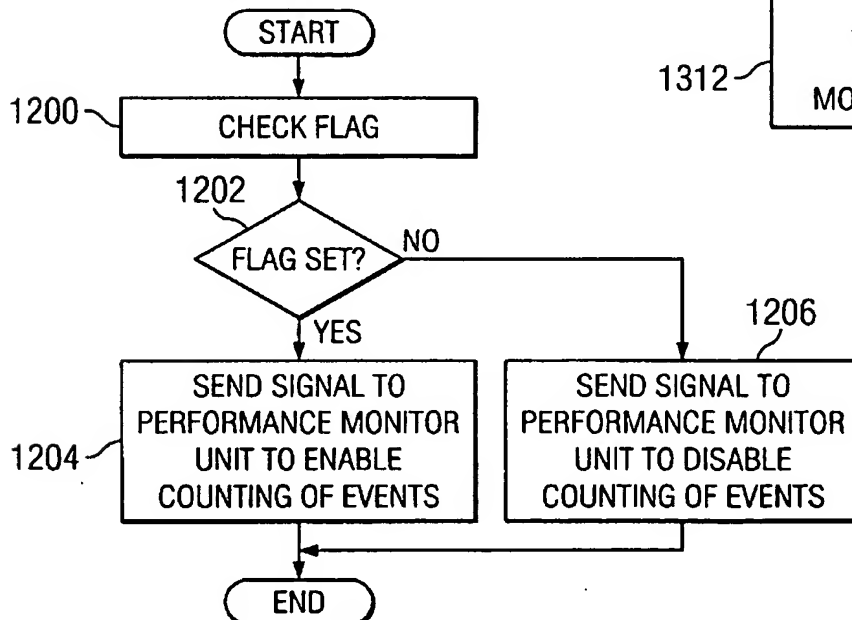 START
1200
CHECK FLAG
1202
FLAG SET?
NO
YES
1204
SEND SIGNAL TO
PERFORMANCE MONITOR
UNIT TO ENABLE
COUNTING OF EVENTS
1206
SEND SIGNAL TO
PERFORMANCE MONITOR
UNIT TO DISABLE
COUNTING OF EVENTS
END
1312